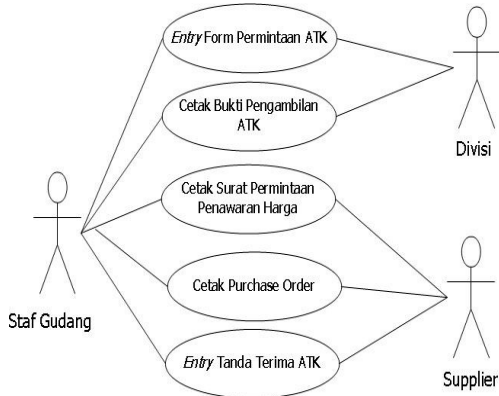 Entry Form Permintaan ATK
Cetak Bukti Pengambilan
ATK
Divisi
Cetak Surat Permintaan
Penawaran Harga
Cetak Purchase Order
Staf Gudang
Entry Tanda Terima ATK
Supplier